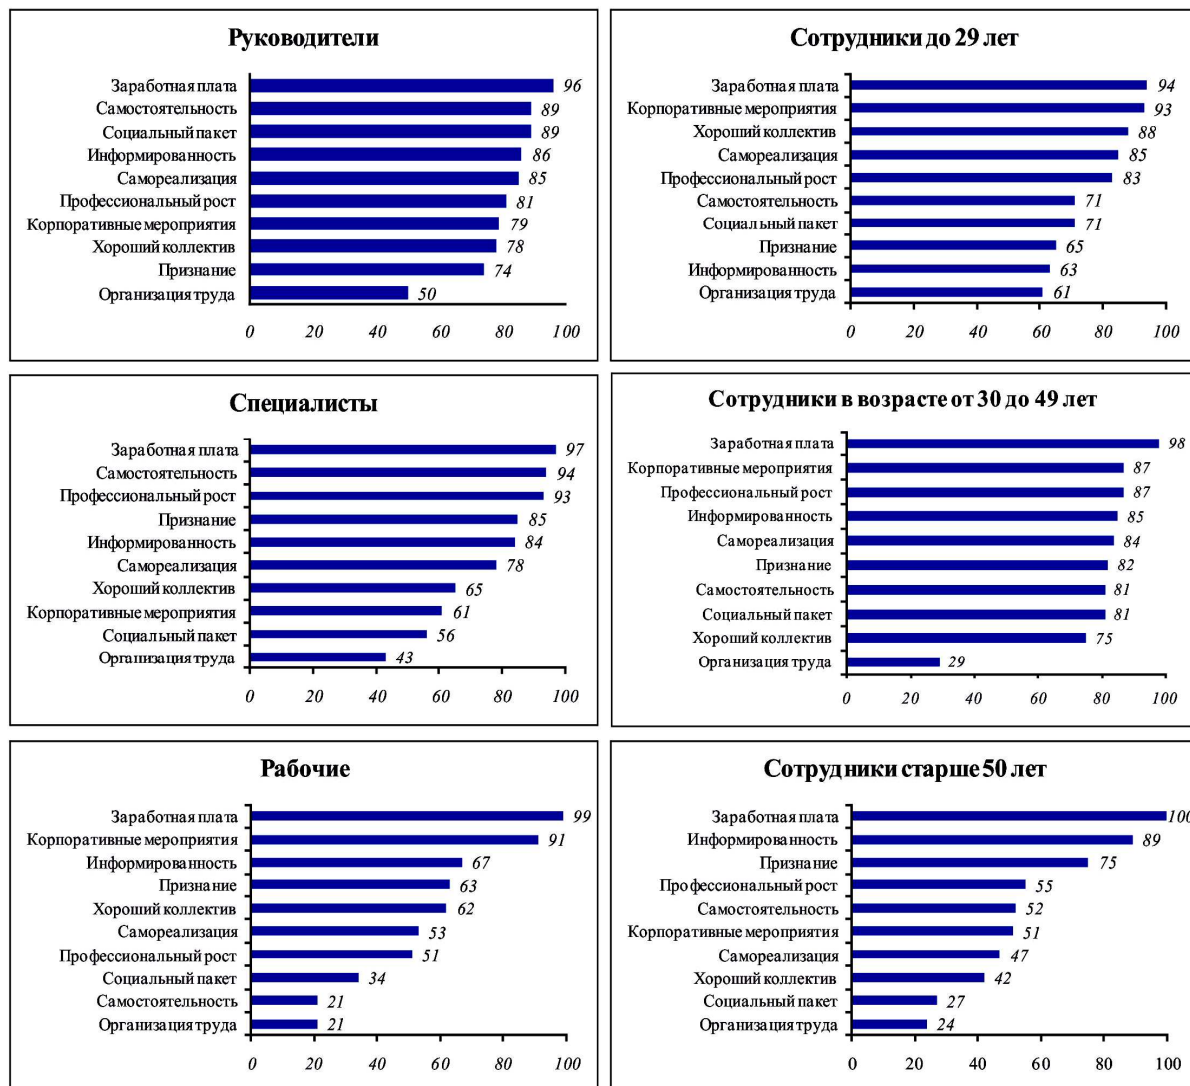 Руководители
Заработная плата 96
Самостоятельность 89
Социальный пакет 89
Информированность 86
Самореализация 85
Профессиональный рост 81
Корпоративные мероприятия 79
Хороший коллектив 78
Признание 74
Организация труда 50
0 20 40 60 80 100
Сотрудники до 29 лет
Заработная плата 94
Корпоративные мероприятия 93
Хороший коллектив 88
Самореализация 85
Профессиональный рост 83
Самостоятельность 71
Социальный пакет 71
Признание 65
Информированность 63
Организация труда 61
0 20 40 60 80 100
Специалисты
Заработная плата 97
Самостоятельность 94
Профессиональный рост 93
Признание 85
Информированность 84
Самореализация 78
Хороший коллектив 65
Корпоративные мероприятия 61
Социальный пакет 56
Организация труда 43
0 20 40 60 80 100
Сотрудники в возрасте от 30 до 49 лет
Заработная плата 98
Корпоративные мероприятия 87
Профессиональный рост 87
Информированность 85
Самореализация 84
Признание 82
Самостоятельность 81
Социальный пакет 81
Хороший коллектив 75
Организация труда 29
0 20 40 60 80 100
Рабочие
Заработная плата 99
Корпоративные мероприятия 91
Информированность 67
Признание 63
Хороший коллектив 62
Самореализация 53
Профессиональный рост 51
Социальный пакет 34
Самостоятельность 21
Организация труда 21
0 20 40 60 80 100
Сотрудники старше 50 лет
Заработная плата 100
Информированность 89
Признание 75
Профессиональный рост 55
Самостоятельность 52
Корпоративные мероприятия 51
Самореализация 47
Хороший коллектив 42
Социальный пакет 27
Организация труда 24
0 20 40 60 80 100